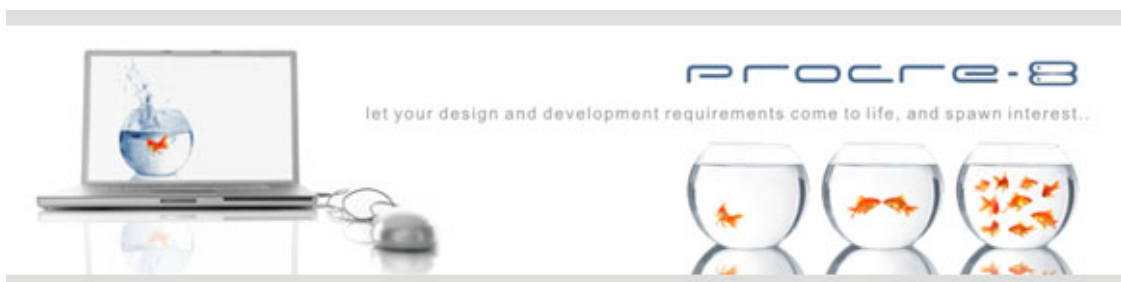 procre-8
let your design and development requirements come to life, and spawn interest..